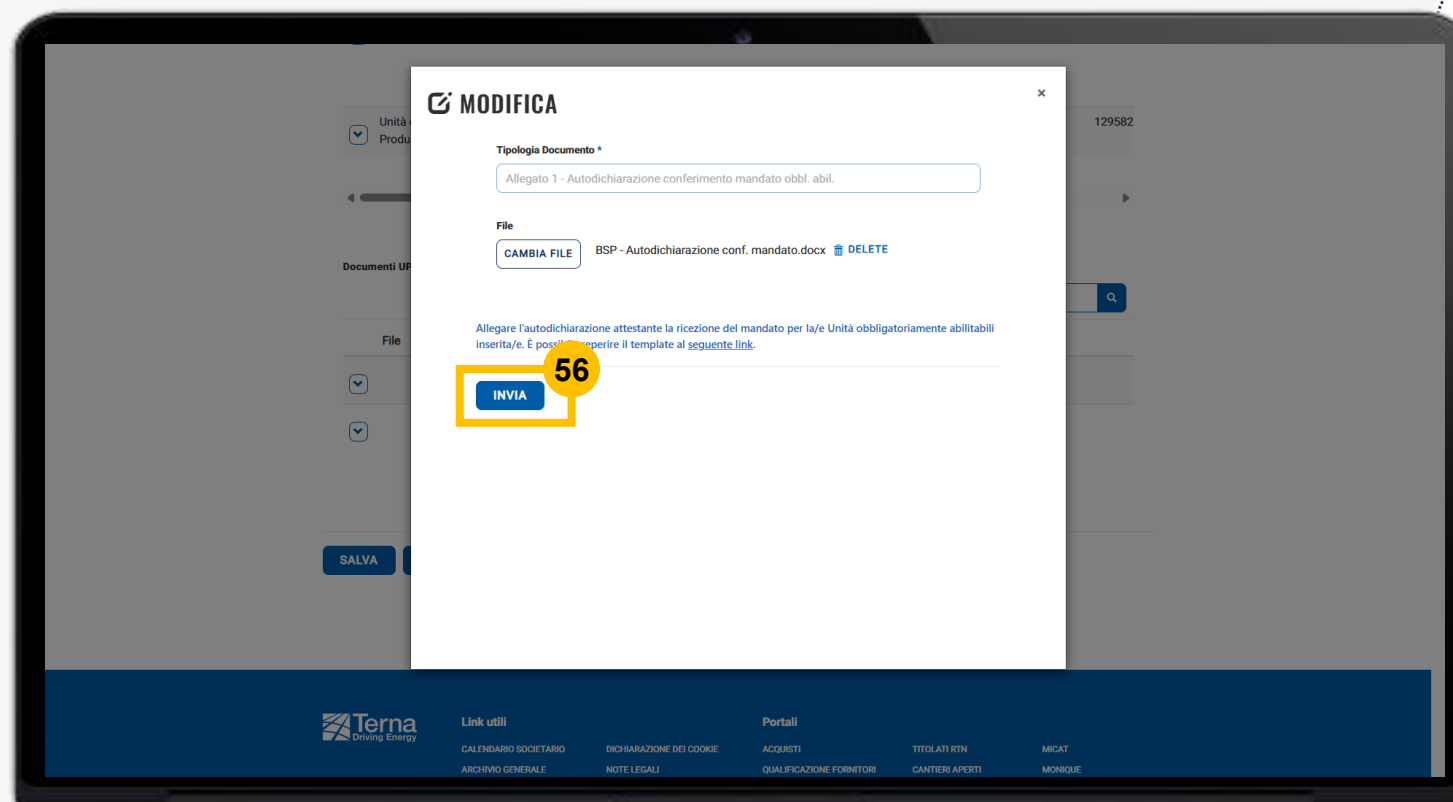 MODIFICA
×
Unità
Produ
129582
Tipologia Documento *
Allegato 1 - Autodichiarazione conferimento mandato obbl. abil.
File
CAMBIA FILE
BSP - Autodichiarazione conf. mandato.docx
DELETE
Documenti UP
File
Allegare l'autodichiarazione attestante la ricezione del mandato per la/e Unità obbligatoriamente abilitabili
inserita/e. È possibile reperire il template al seguente link.
56
INVIA
SALVA
Terna
Driving Energy
Link utili
Portali
CALENDARIO SOCIETARIO
DICHIARAZIONE DEI COOKIE
ACQUISTI
TITOLATI RTN
MICAT
ARCHIVIO GENERALE
NOTE LEGALI
QUALIFICAZIONE FORNITORI
CANTIERI APERTI
MONIQUE